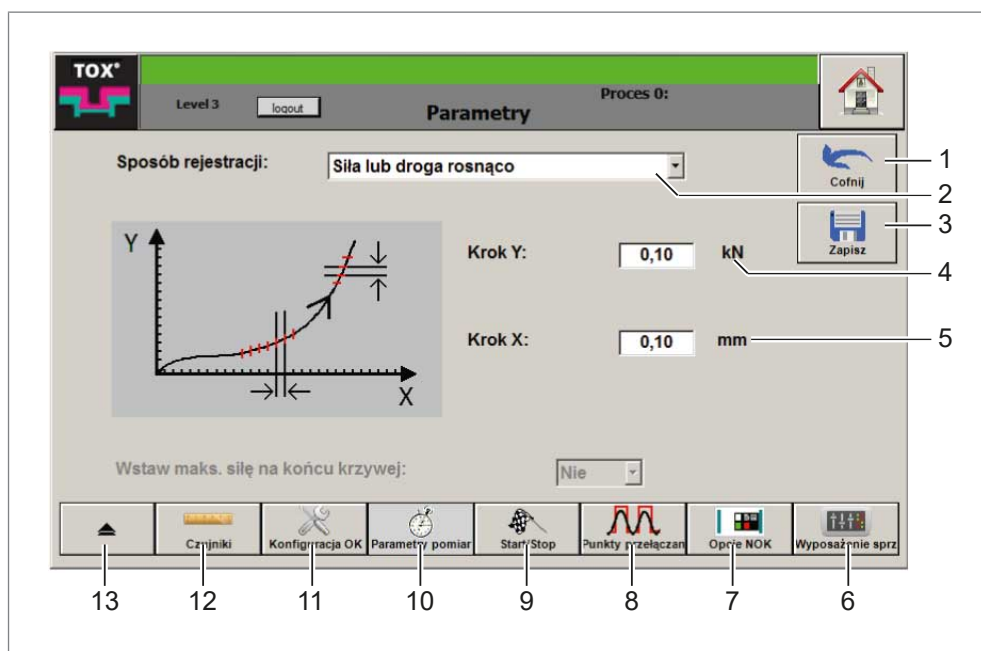 TOX®
Level 3
logout
Parametry
Proces 0:
Sposób rejestracji:
Siła lub droga rosnąco
Cofnij
1
2
Zapisz
3
Y
X
Krok Y:
0,10
kN
4
Krok X:
0,10
mm
5
Wstaw maks. siłę na końcu krzywej:
Nie
Czujniki
Konfiguracja OK
Parametry pomiar
Start/Stop
Punkty przełączan
Opcje NOK
Wyposażenie sprz
13
12
11
10
9
8
7
6